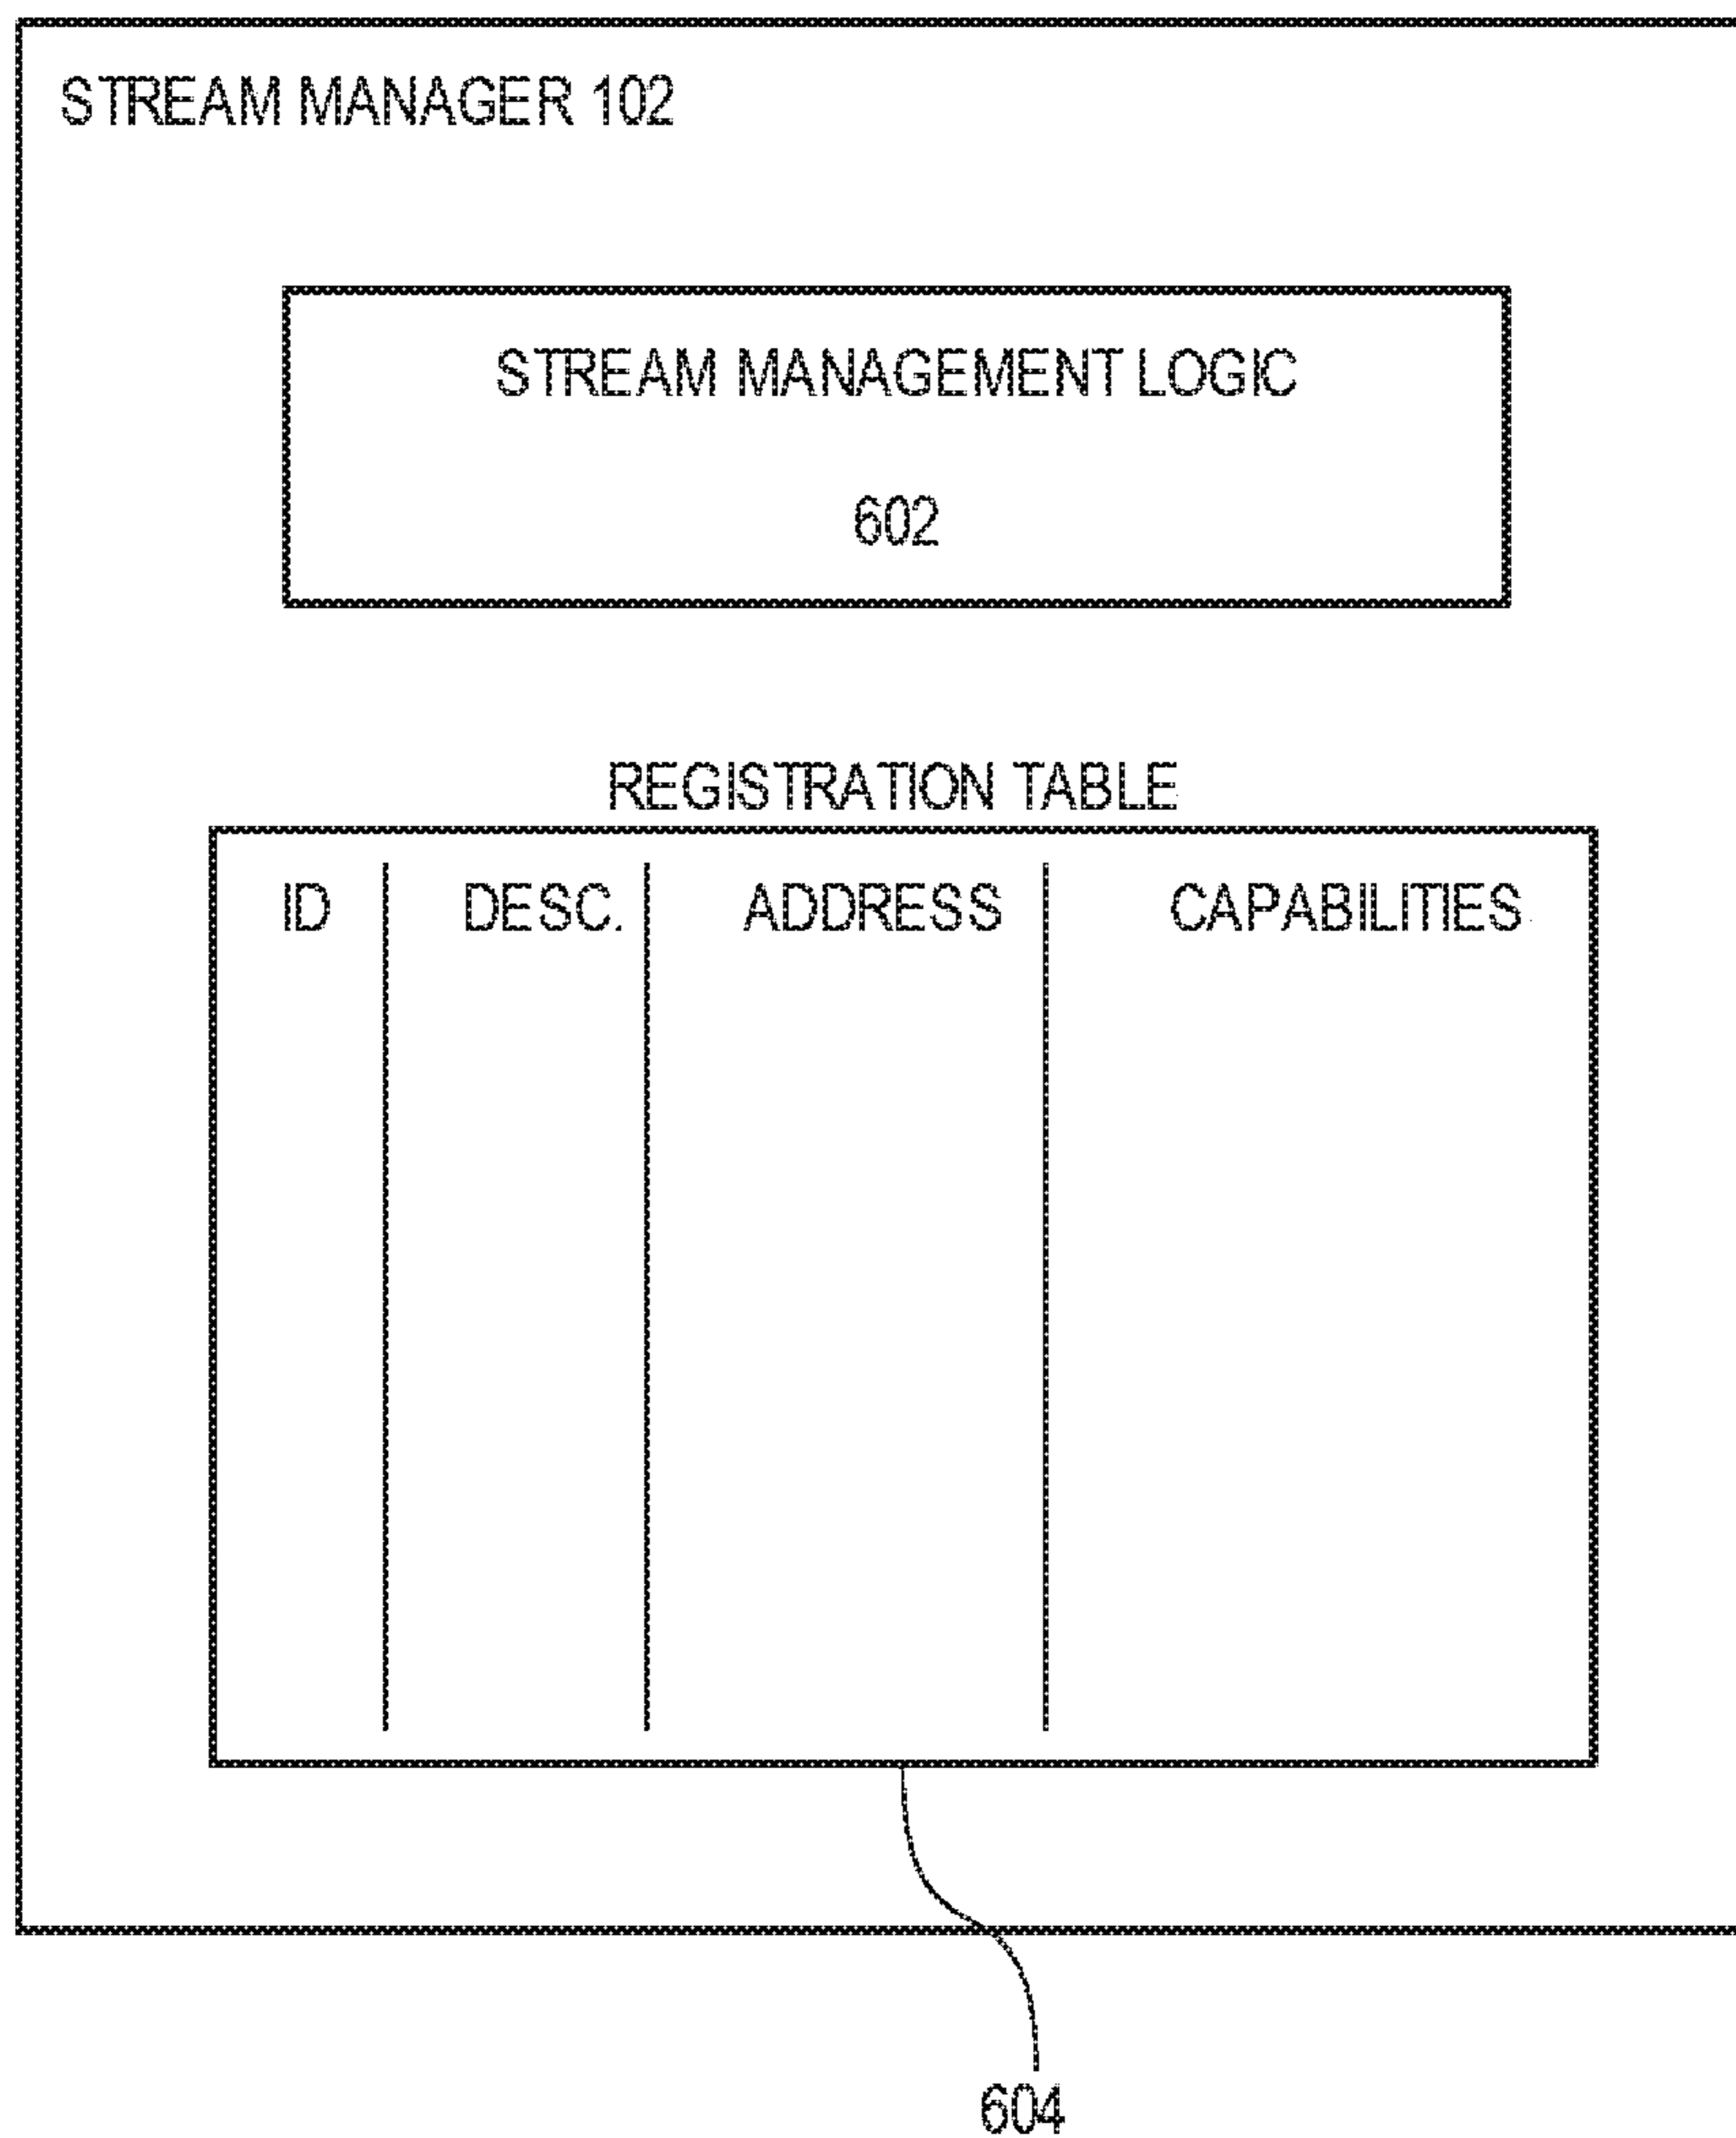 STREAM MANAGER 102
STREAM MANAGEMENT LOGIC
602
REGISTRATION TABLE
ID DESC. ADDRESS CAPABILITIES
604